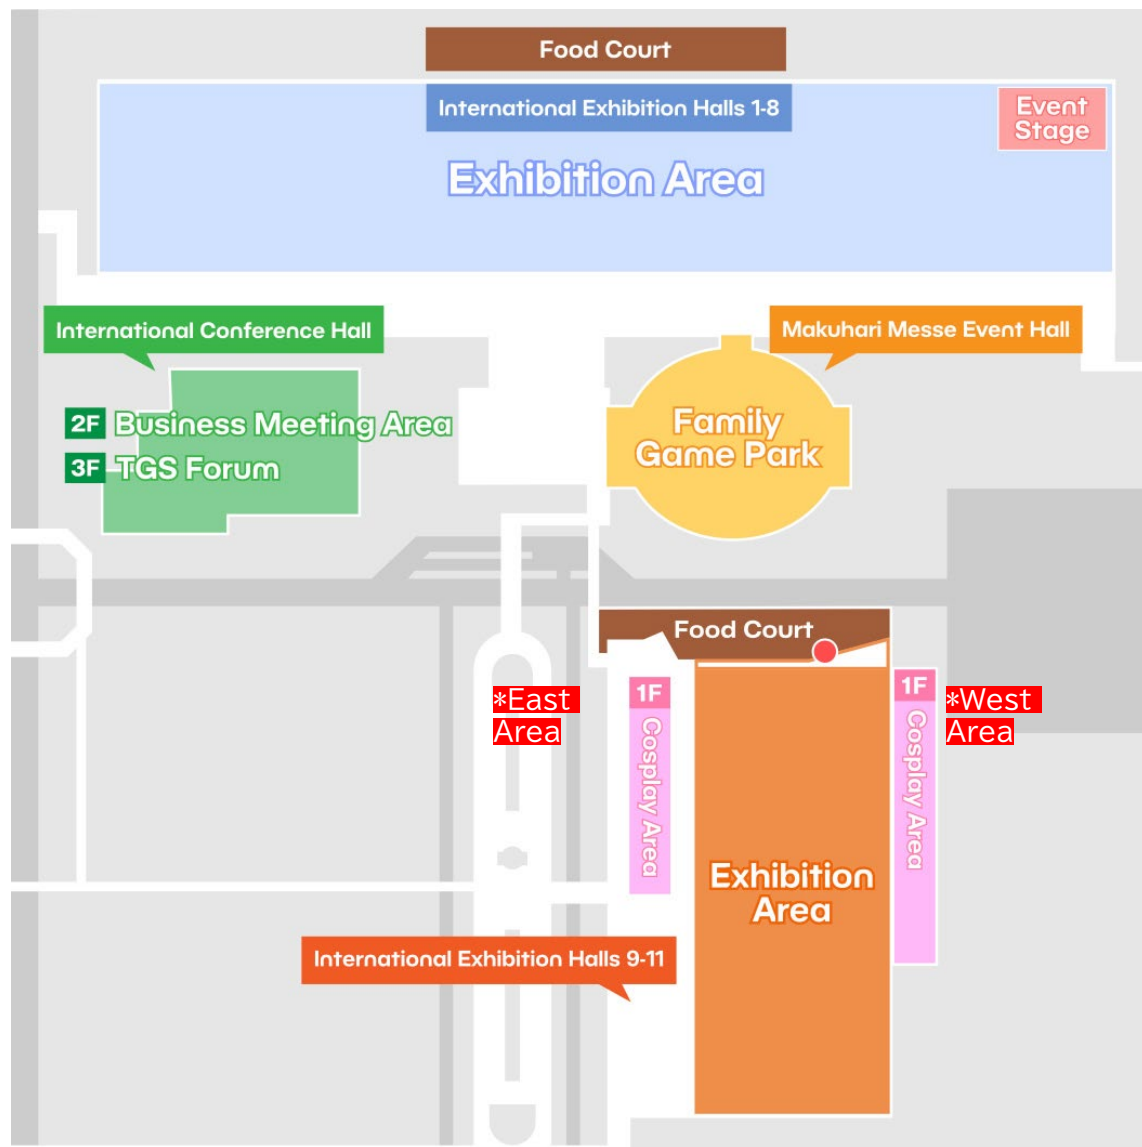 Food Court
International Exhibition Halls 1-8
Event
Stage
Exhibition Area
International Conference Hall
Makuhari Messe Event Hall
2F Business Meeting Area
3F TGS Forum
Family
Game Park
Food Court
1F
Cosplay Area
*East
Area
1F
Cosplay Area
*West
Area
Exhibition
Area
International Exhibition Halls 9-11